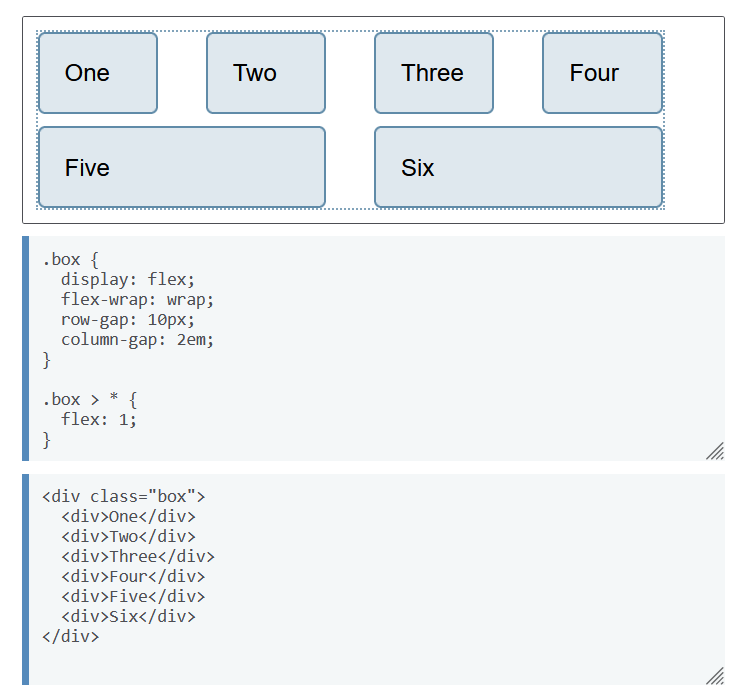 One Two Three Four
Five Six
.box {
  display: flex;
  flex-wrap: wrap;
  row-gap: 10px;
  column-gap: 2em;
}
.box > * {
  flex: 1;
}
<div class="box">
  <div>One</div>
  <div>Two</div>
  <div>Three</div>
  <div>Four</div>
  <div>Five</div>
  <div>Six</div>
</div>